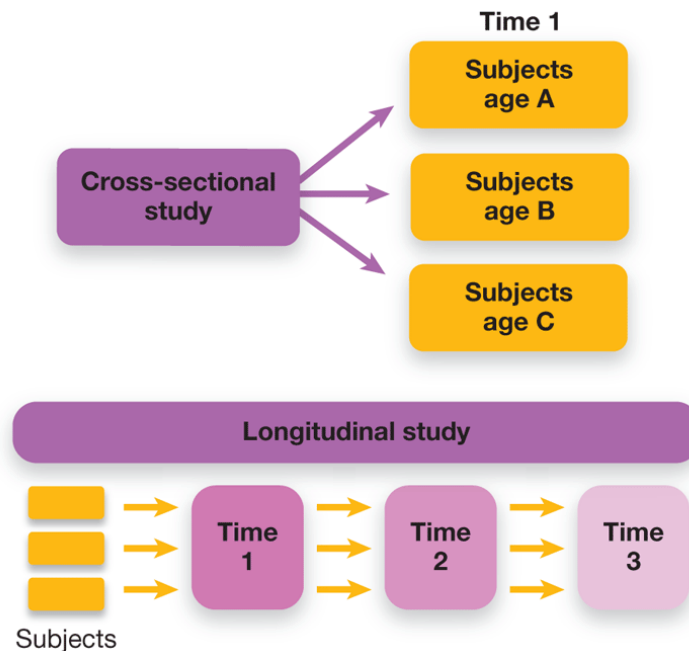 Time 1
Subjects
age A
Cross-sectional
study
Subjects
age B
Subjects
age C
Longitudinal study
Time
1
Time
2
Time
3
Subjects